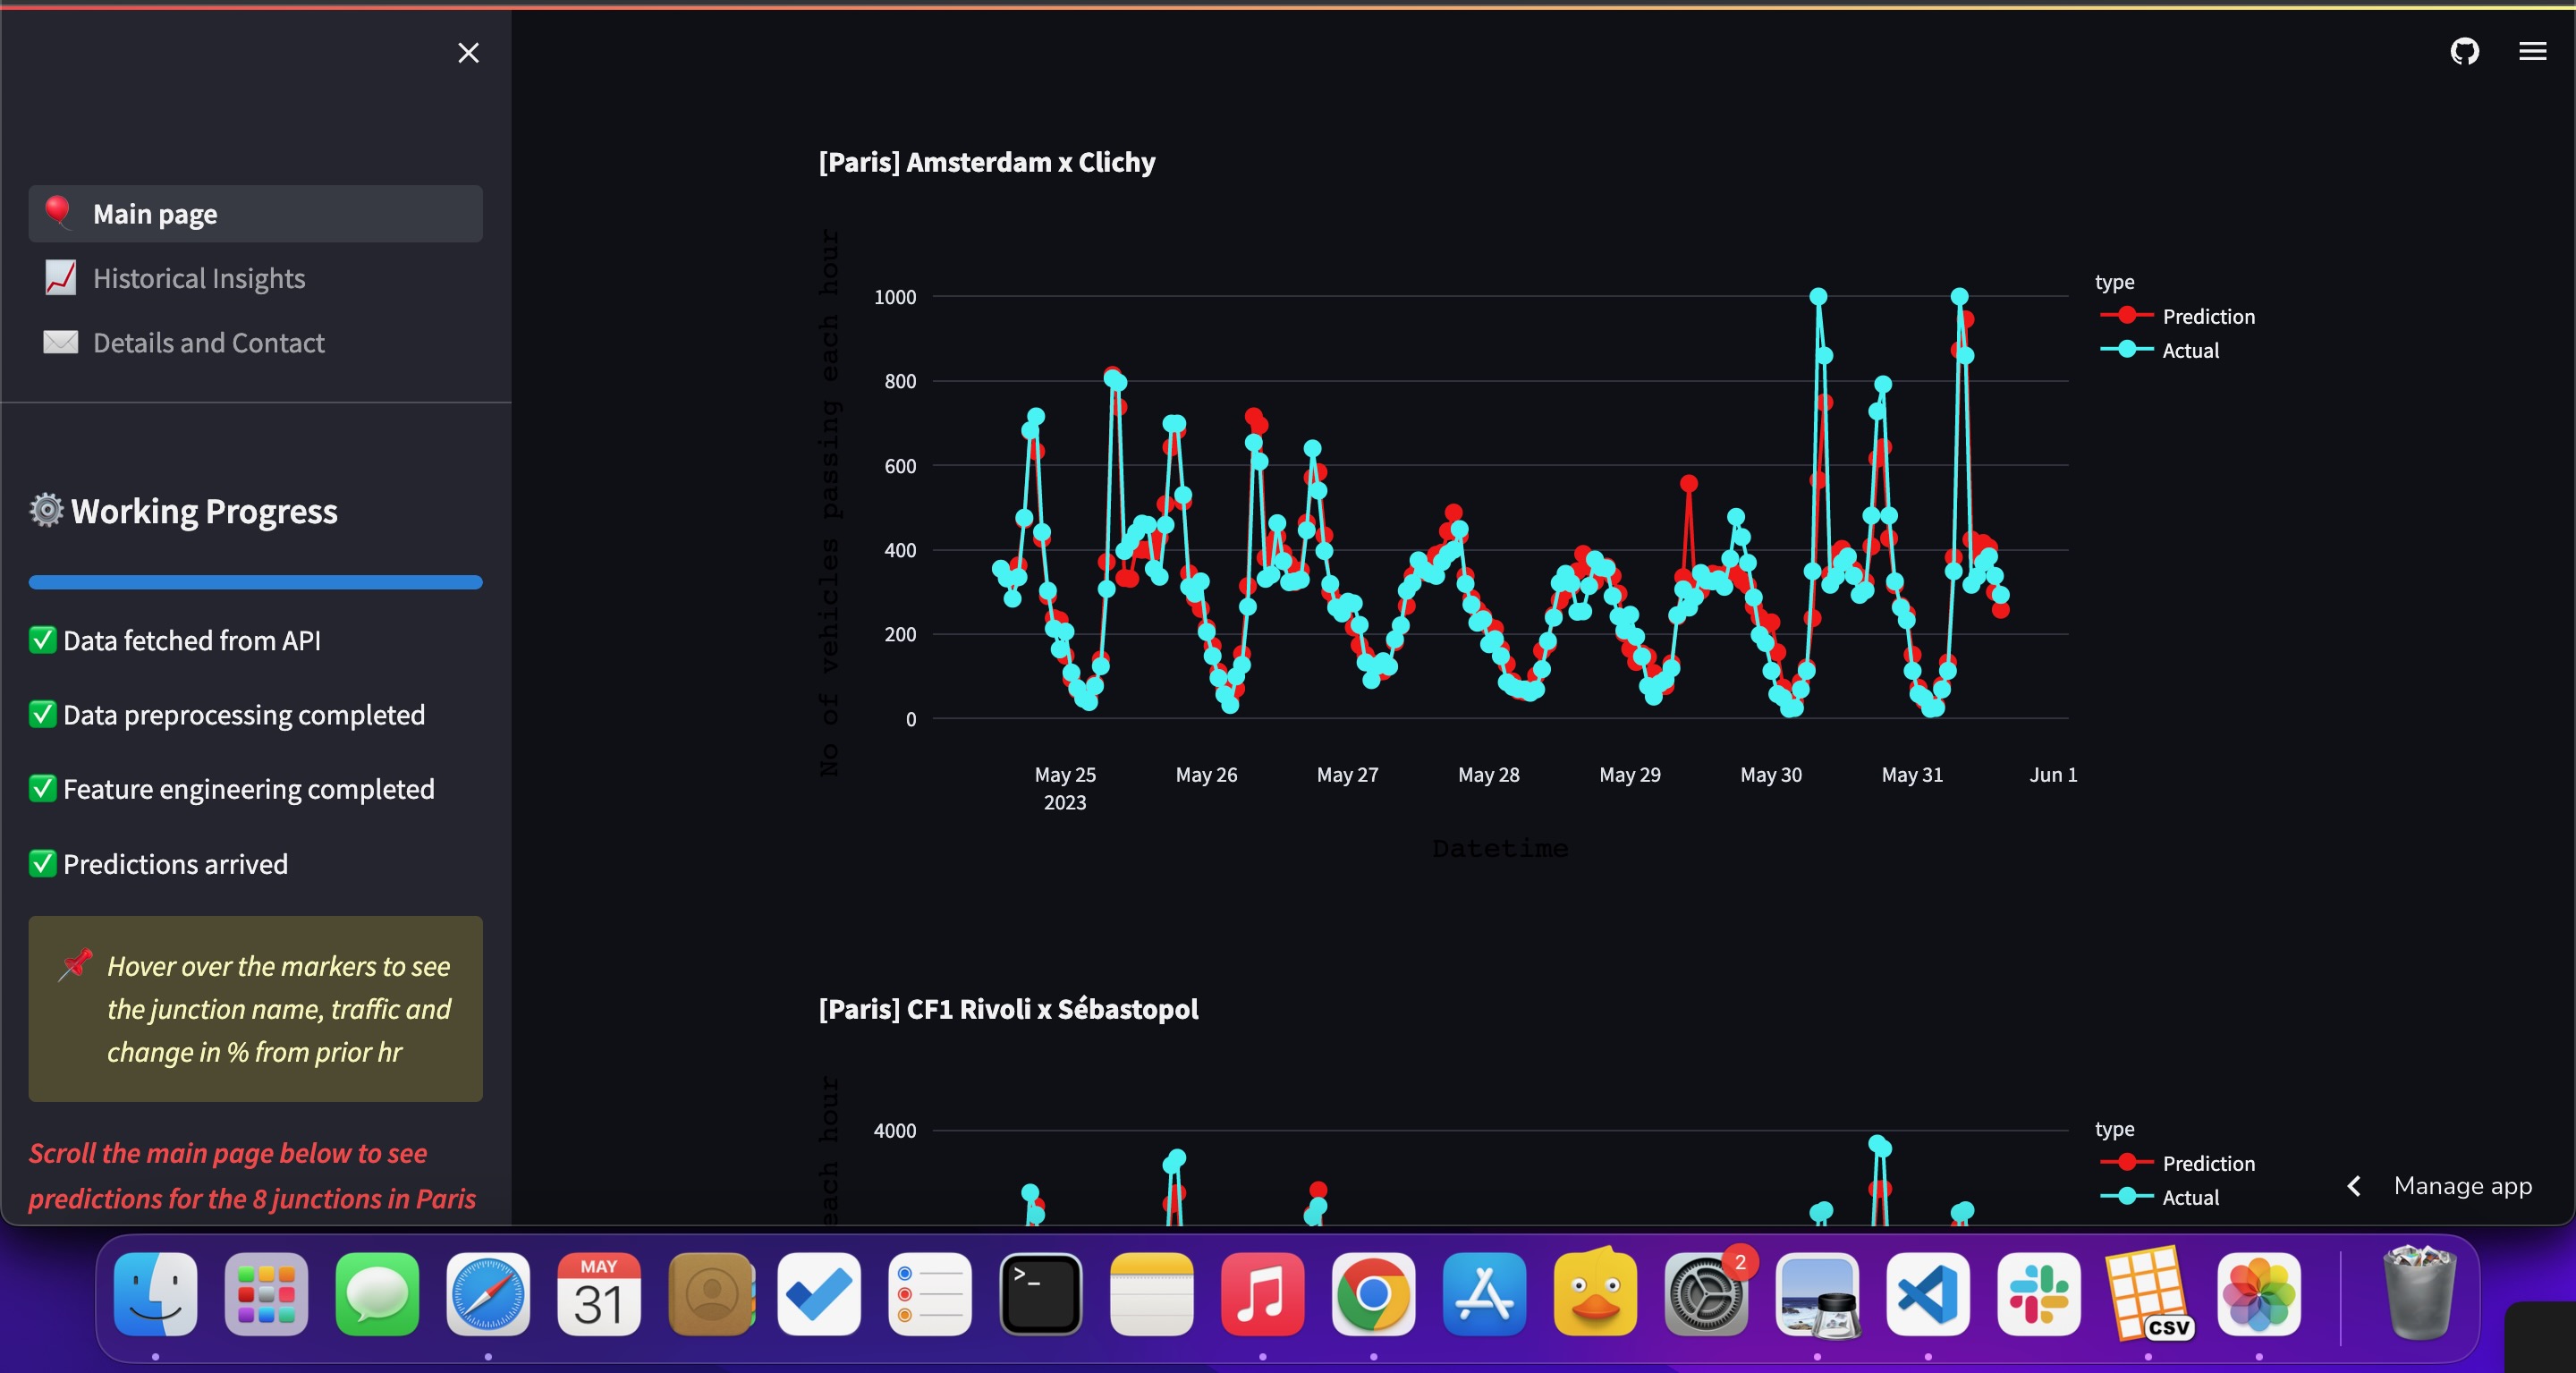 Main page
Historical Insights
Details and Contact
Working Progress
Data fetched from API
Data preprocessing completed
Feature engineering completed
Predictions arrived
Hover over the markers to see
the junction name, traffic and
change in % from prior hr
Scroll the main page below to see
predictions for the 8 junctions in Paris
[Paris] Amsterdam x Clichy
No of vehicles passing each hour
1000
800
600
400
200
0
May 25
2023
May 26
May 27
May 28
May 29
May 30
May 31
Jun 1
Datetime
type
Prediction
Actual
[Paris] CF1 Rivoli x Sébastopol
each hour
4000
type
Prediction
Actual
Manage app
MAY
31
>_
2
CSV